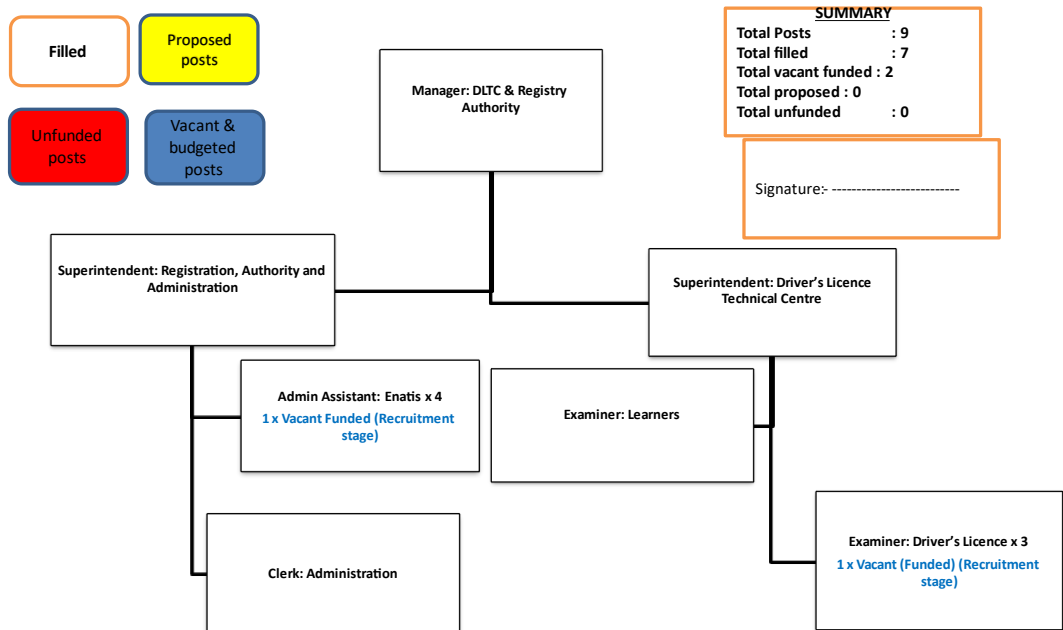 Filled
Proposed
posts
Unfunded
posts
Vacant &
budgeted
posts
SUMMARY
Total Posts : 9
Total filled : 7
Total vacant funded : 2
Total proposed : 0
Total unfunded : 0
Signature:- --------------------------
Manager: DLTC & Registry
Authority
Superintendent: Registration, Authority and
Administration
Superintendent: Driver’s Licence
Technical Centre
Admin Assistant: Enatis x 4
1 x Vacant Funded (Recruitment
stage)
Examiner: Learners
Clerk: Administration
Examiner: Driver’s Licence x 3
1 x Vacant (Funded) (Recruitment
stage)